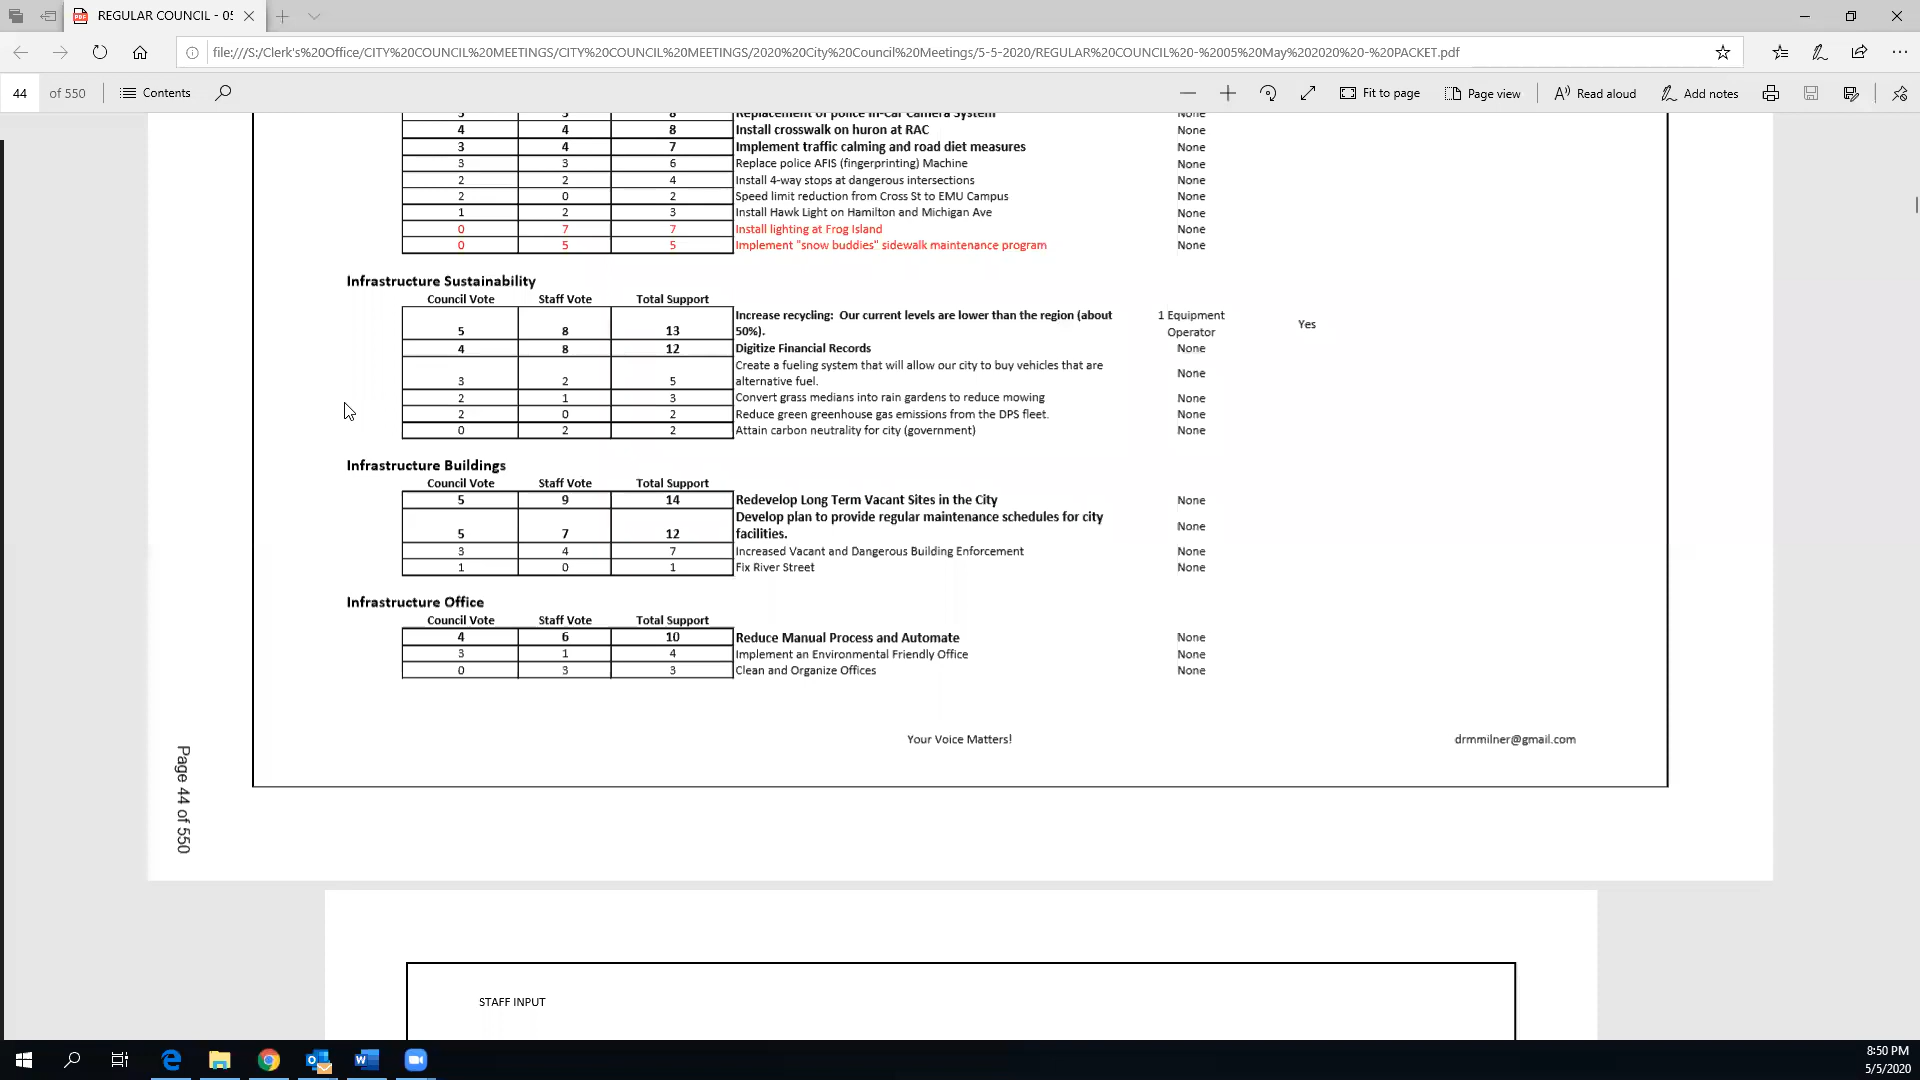 REGULAR COUNCIL - 05
file:///S:/Clerk's%20Office/CITY%20COUNCIL%20MEETINGS/CITY%20COUNCIL%20MEETINGS/2020%20City%20Council%20Meetings/5-5-2020/REGULAR%20COUNCIL%20-%2005%20May%202020%20-%20PACKET.pdf
44 of 550 Contents Fit to page Page view Read aloud Add notes
Replacement of police In-Car Camera System None
4 4 8 Install crosswalk on huron at RAC None
3 4 7 Implement traffic calming and road diet measures None
3 3 6 Replace police AFIS (fingerprinting) Machine None
2 2 4 Install 4-way stops at dangerous intersections None
2 0 2 Speed limit reduction from Cross St to EMU Campus None
1 2 3 Install Hawk Light on Hamilton and Michigan Ave None
0 7 7 Install lighting at Frog Island None
0 5 5 Implement "snow buddies" sidewalk maintenance program None
Infrastructure Sustainability
Council Vote Staff Vote Total Support
Increase recycling: Our current levels are lower than the region (about 1 Equipment
5 8 13 50%). Operator Yes
4 8 12 Digitize Financial Records None
Create a fueling system that will allow our city to buy vehicles that are
3 2 5 alternative fuel. None
2 1 3 Convert grass medians into rain gardens to reduce mowing None
2 0 2 Reduce green greenhouse gas emissions from the DPS fleet. None
0 2 2 Attain carbon neutrality for city (government) None
Infrastructure Buildings
Council Vote Staff Vote Total Support
5 9 14 Redevelop Long Term Vacant Sites in the City None
Develop plan to provide regular maintenance schedules for city
5 7 12 facilities. None
3 4 7 Increased Vacant and Dangerous Building Enforcement None
1 0 1 Fix River Street None
Infrastructure Office
Council Vote Staff Vote Total Support
4 6 10 Reduce Manual Process and Automate None
3 1 4 Implement an Environmental Friendly Office None
0 3 3 Clean and Organize Offices None
Your Voice Matters! drmmilner@gmail.com
Page 44 of 550
STAFF INPUT
8:50 PM
5/5/2020